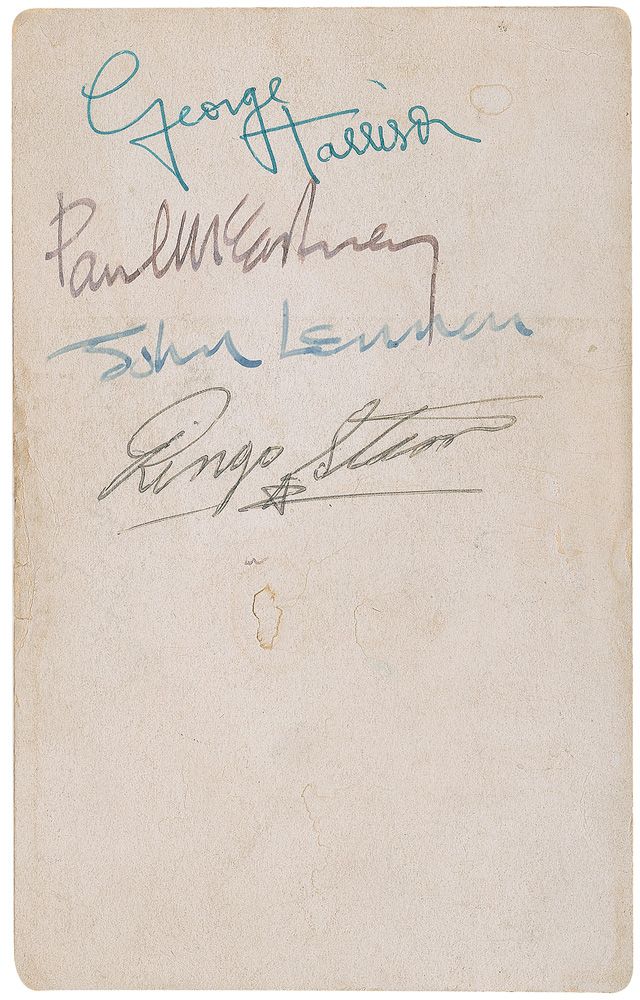 George Harrison
Paul McCartney
John Lennon
Ringo Starr